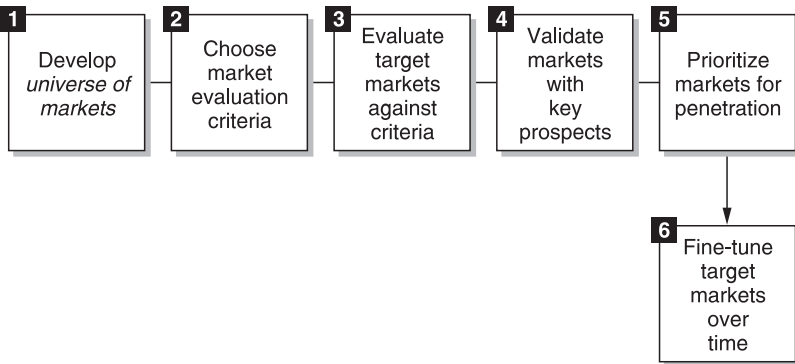 1
Develop
universe of
markets
2
Choose
market
evaluation
criteria
3
Evaluate
target
markets
against
criteria
4
Validate
markets
with
key
prospects
5
Prioritize
markets for
penetration
6
Fine-tune
target
markets
over
time